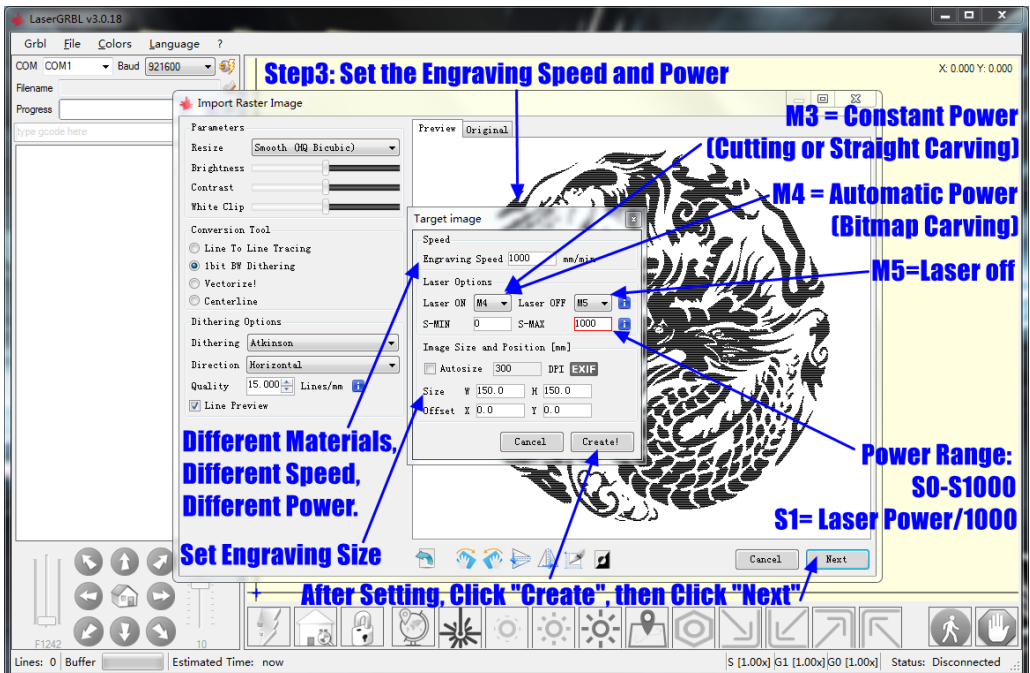 LaserGRBL v3.0.18
Grbl File Colors Language ?
COM COM1 Baud 921600
X: 0.000 Y: 0.000
Filename
Progress
type gcode here
Step3: Set the Engraving Speed and Power
Import Raster Image
Parameters
Resize Smooth (HQ Bicubic)
Brightness
Contrast
White Clip
Conversion Tool
Line To Line Tracing
1bit BW Dithering
Vectorize!
Centerline
Dithering Options
Dithering Atkinson
Direction Horizontal
Quality 15.000 Lines/mm
Line Preview
Preview Original
M3 = Constant Power
(Cutting or Straight Carving)
M4 = Automatic Power
(Bitmap Carving)
M5=Laser off
Target image
Speed
Engraving Speed 1000 mm/min
Laser Options
Laser ON M4 Laser OFF M5
S-MIN 0 S-MAX 1000
Image Size and Position [mm]
Autosize 300 DPI EXIF
Size W 150.0 H 150.0
Offset X 0.0 Y 0.0
Cancel Create!
Different Materials,
Different Speed,
Different Power.
Set Engraving Size
Power Range:
S0-S1000
S1= Laser Power/1000
Cancel Next
After Setting, Click "Create", then Click "Next"
F1242 10
Lines: 0 Buffer Estimated Time: now S [1.00x] G1 [1.00x] G0 [1.00x] Status: Disconnected